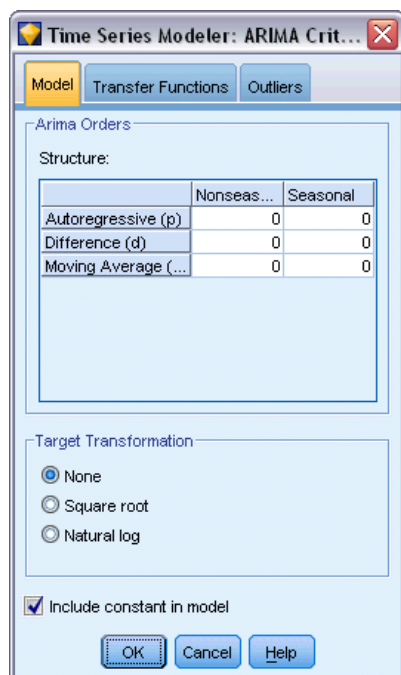 Time Series Modeler: ARIMA Crit...
Model Transfer Functions Outliers
Arima Orders
Structure:
Nonseas... Seasonal
Autoregressive (p) 0 0
Difference (d) 0 0
Moving Average (... 0 0
Target Transformation
None
Square root
Natural log
Include constant in model
OK Cancel Help